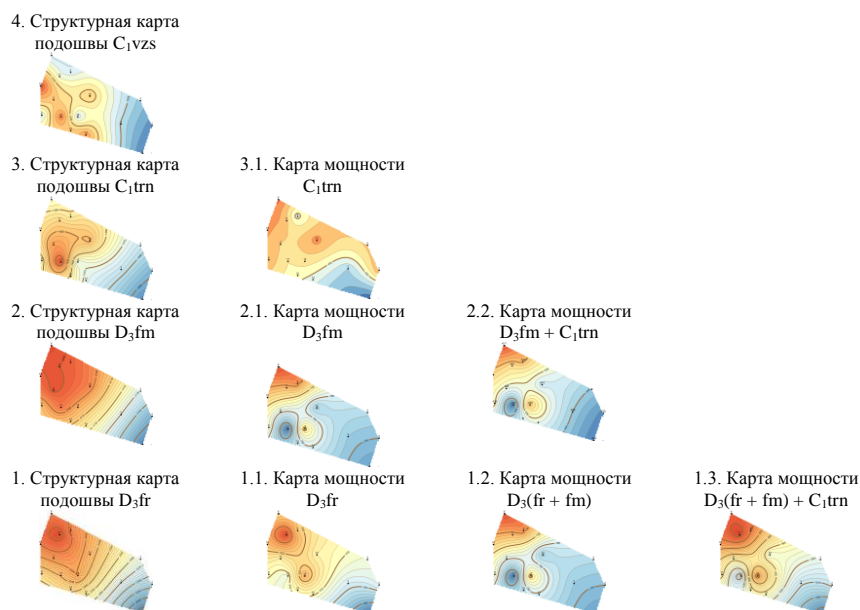 4. Структурная карта
подошвы C₁vzs
3. Структурная карта
подошвы C₁trn
3.1. Карта мощности
C₁trn
2. Структурная карта
подошвы D₃fm
2.1. Карта мощности
D₃fm
2.2. Карта мощности
D₃fm + C₁trn
1. Структурная карта
подошвы D₃fr
1.1. Карта мощности
D₃fr
1.2. Карта мощности
D₃(fr + fm)
1.3. Карта мощности
D₃(fr + fm) + C₁trn